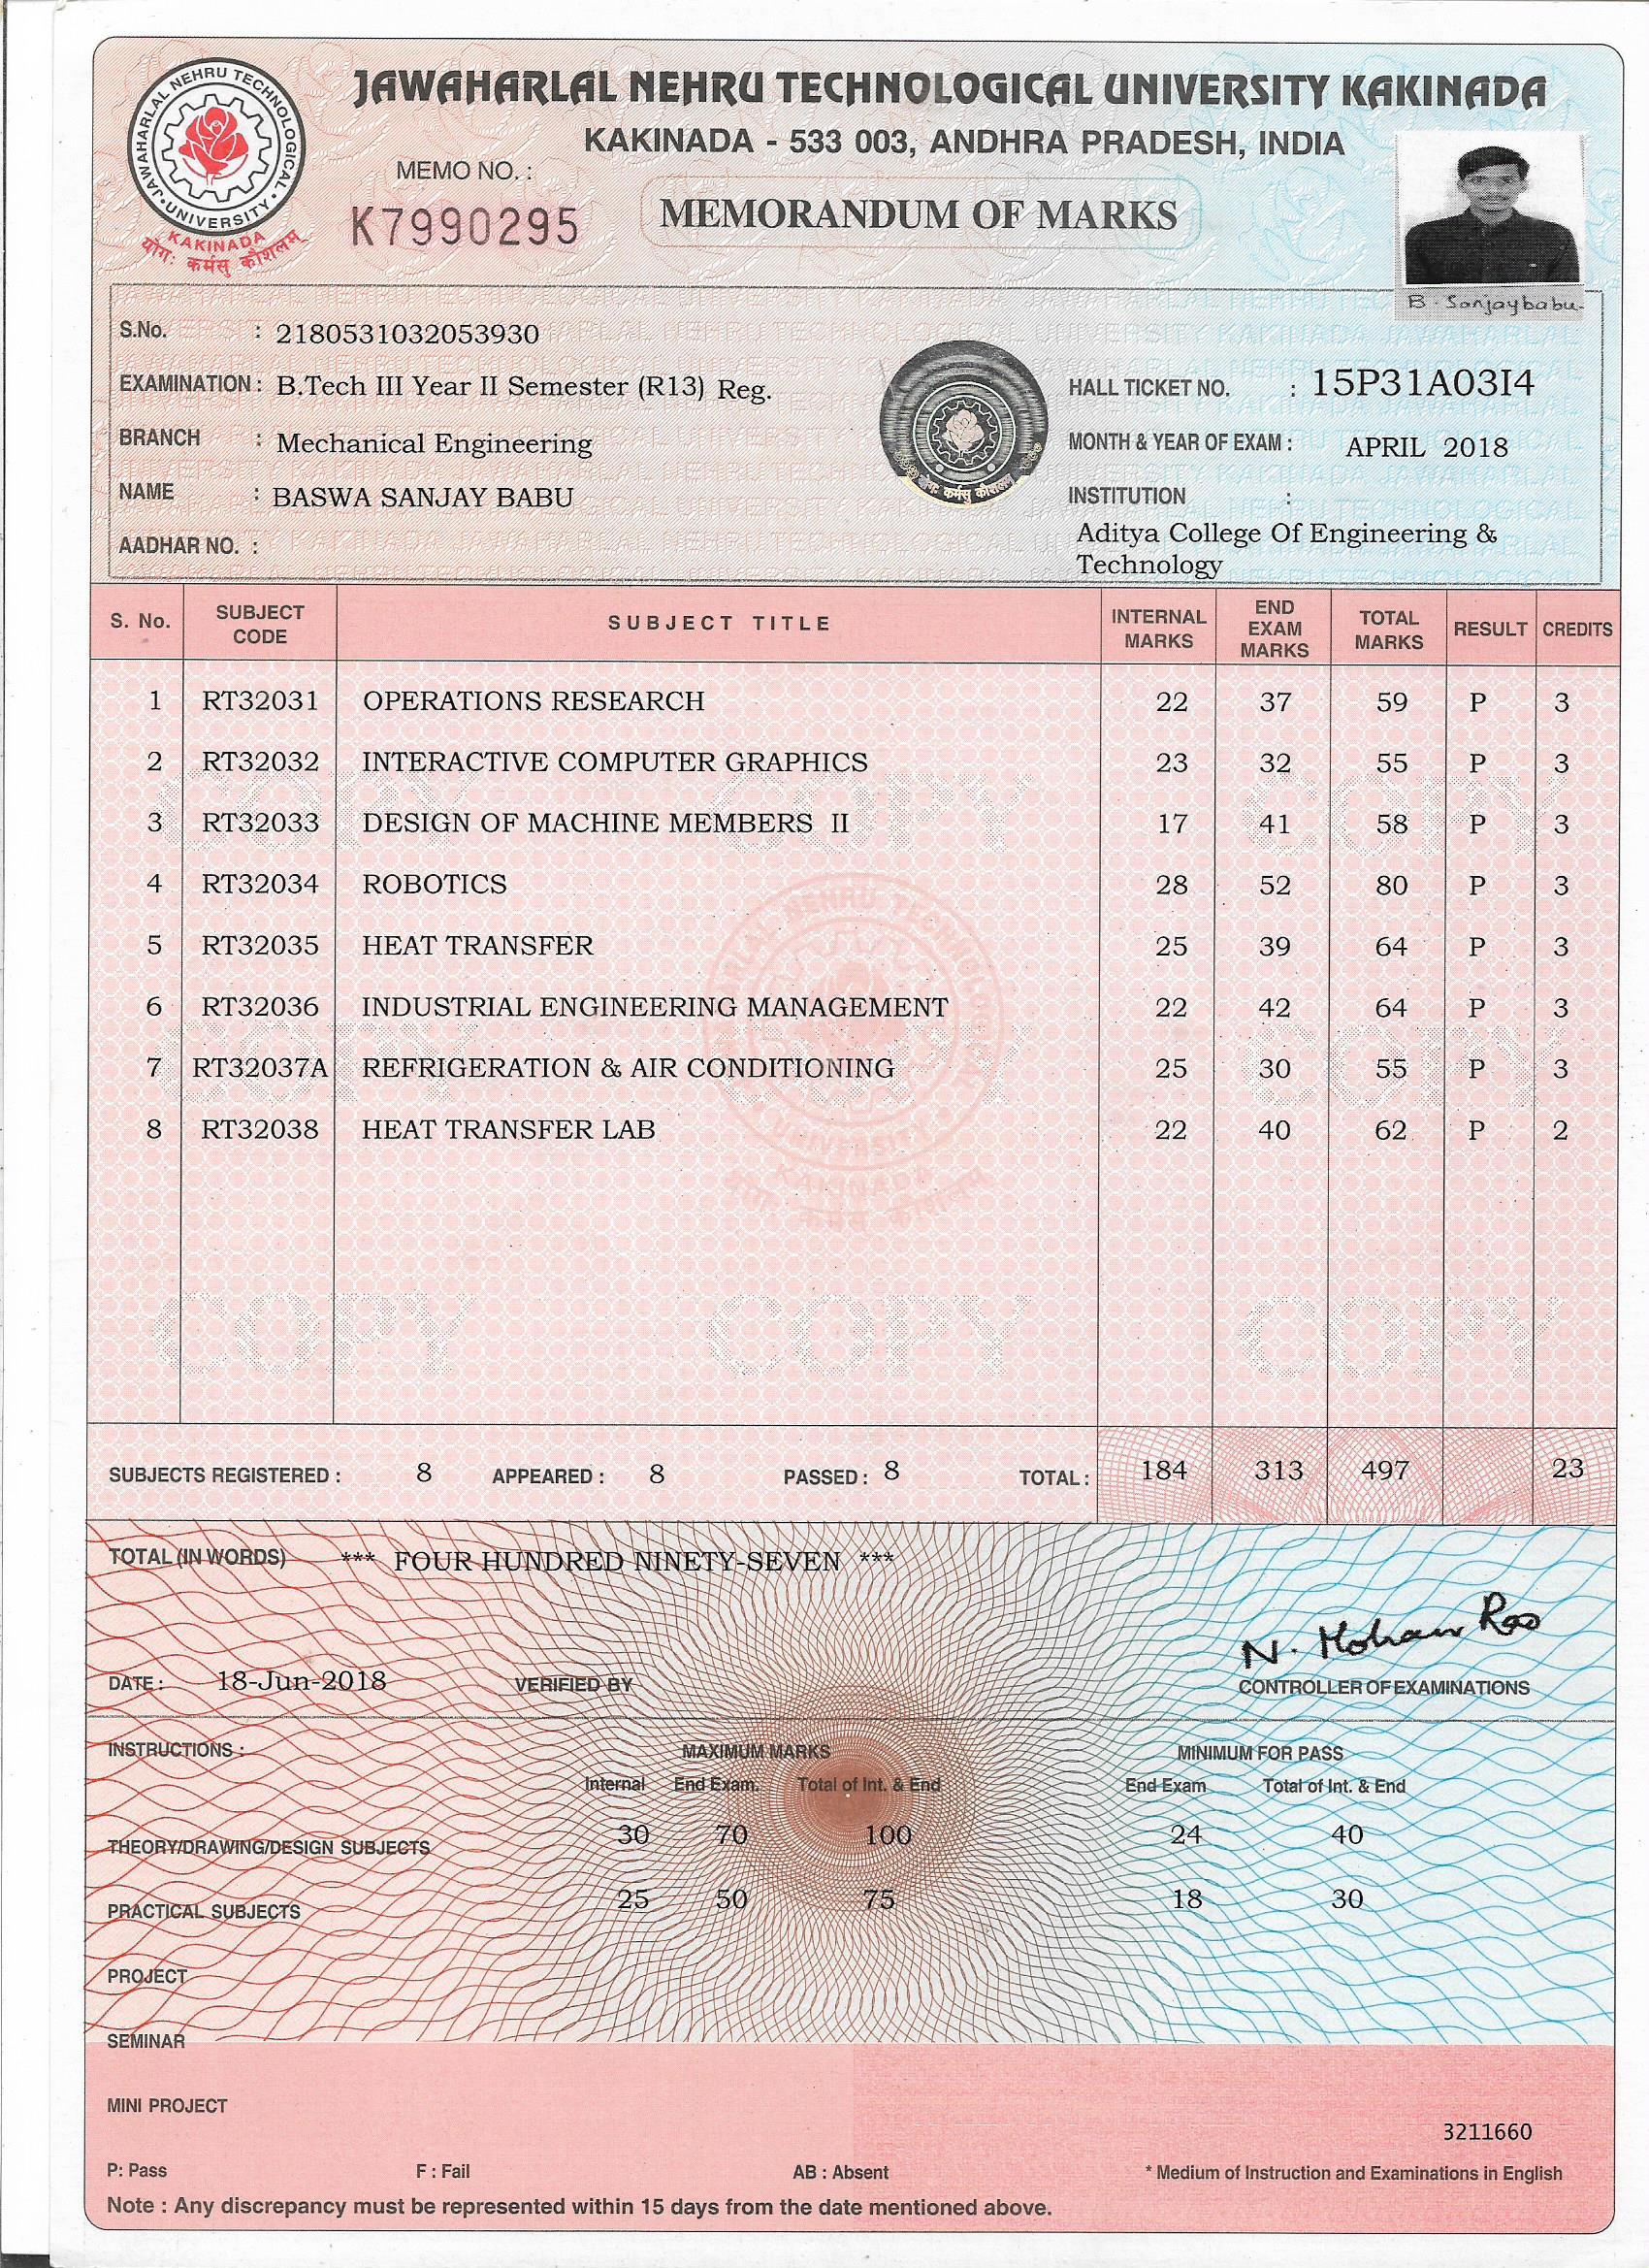 JAWAHARLAL NEHRU TECHNOLOGICAL UNIVERSITY KAKINADA
KAKINADA - 533 003, ANDHRA PRADESH, INDIA
JAWAHARLAL NEHRU TECHNOLOGICAL
UNIVERSITY
KAKINADA
योगः कर्मसु कौशलम्
MEMO NO. :
K7990295
MEMORANDUM OF MARKS
B. Sanjaybabu
S.No. : 2180531032053930
EXAMINATION : B.Tech III Year II Semester (R13) Reg.
HALL TICKET NO. : 15P31A03I4
BRANCH : Mechanical Engineering
MONTH & YEAR OF EXAM : APRIL 2018
NAME : BASWA SANJAY BABU
INSTITUTION :
Aditya College Of Engineering &
Technology
AADHAR NO. :
S. No. SUBJECT CODE SUBJECT TITLE INTERNAL MARKS END EXAM MARKS TOTAL MARKS RESULT CREDITS
1 RT32031 OPERATIONS RESEARCH 22 37 59 P 3
2 RT32032 INTERACTIVE COMPUTER GRAPHICS 23 32 55 P 3
3 RT32033 DESIGN OF MACHINE MEMBERS II 17 41 58 P 3
4 RT32034 ROBOTICS 28 52 80 P 3
5 RT32035 HEAT TRANSFER 25 39 64 P 3
6 RT32036 INDUSTRIAL ENGINEERING MANAGEMENT 22 42 64 P 3
7 RT32037A REFRIGERATION & AIR CONDITIONING 25 30 55 P 3
8 RT32038 HEAT TRANSFER LAB 22 40 62 P 2
COPY COPY COPY
COPY COPY COPY
COPY COPY COPY
SUBJECTS REGISTERED : 8 APPEARED : 8 PASSED : 8 TOTAL : 184 313 497 23
TOTAL (IN WORDS) *** FOUR HUNDRED NINETY-SEVEN ***
N. Mohan Rao
DATE : 18-Jun-2018 VERIFIED BY CONTROLLER OF EXAMINATIONS
INSTRUCTIONS : MAXIMUM MARKS MINIMUM FOR PASS
Internal End Exam. Total of Int. & End End Exam Total of Int. & End
THEORY/DRAWING/DESIGN SUBJECTS 30 70 100 24 40
PRACTICAL SUBJECTS 25 50 75 18 30
PROJECT
SEMINAR
MINI PROJECT
3211660
P: Pass F : Fail AB : Absent * Medium of Instruction and Examinations in English
Note : Any discrepancy must be represented within 15 days from the date mentioned above.